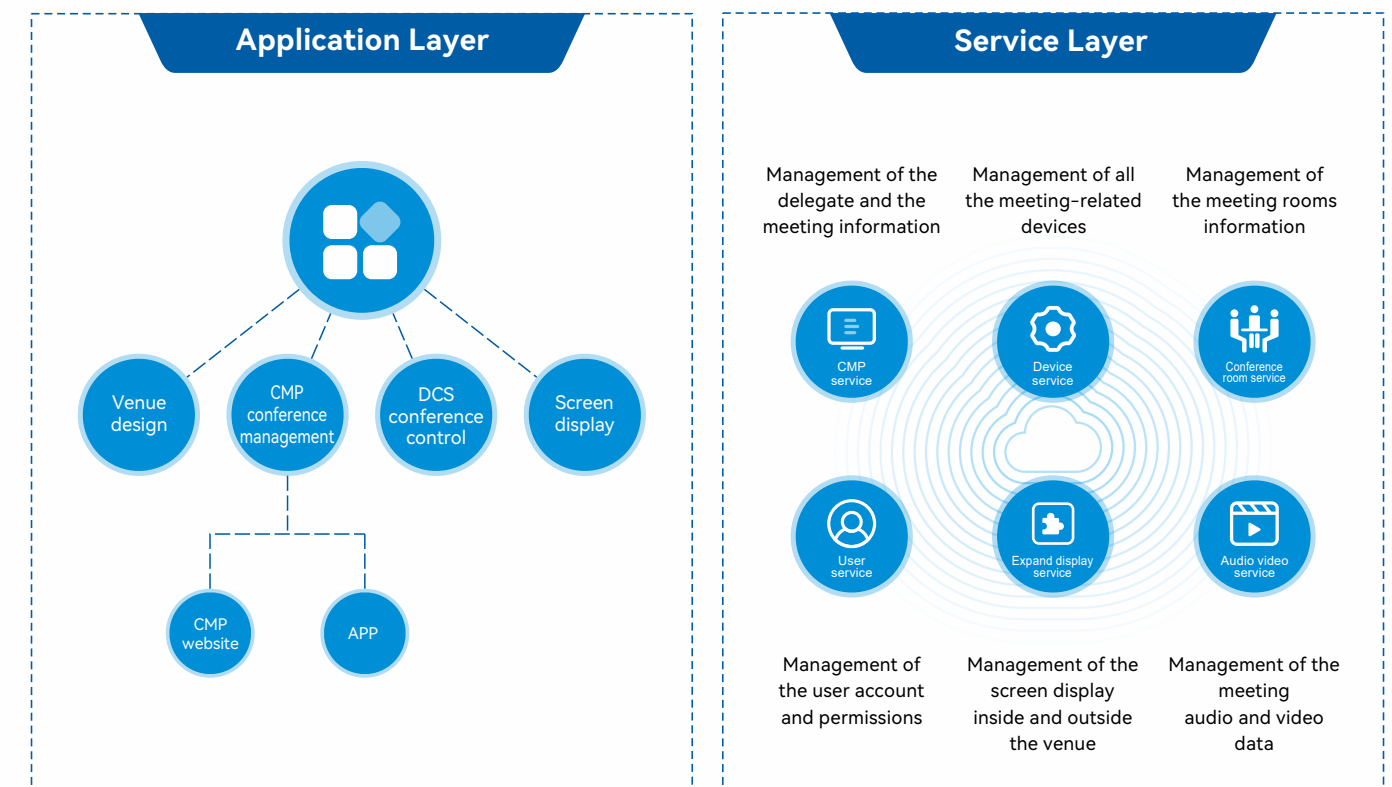 Application Layer
Venue
design
CMP
conference
management
DCS
conference
control
Screen
display
CMP
website
APP
Service Layer
Management of the
delegate and the
meeting information
Management of all
the meeting-related
devices
Management of
the meeting rooms
information
CMP
service
Device
service
Conference
room service
User
service
Expand display
service
Audio video
service
Management of
the user account
and permissions
Management of the
screen display
inside and outside
the venue
Management of the
meeting
audio and video
data